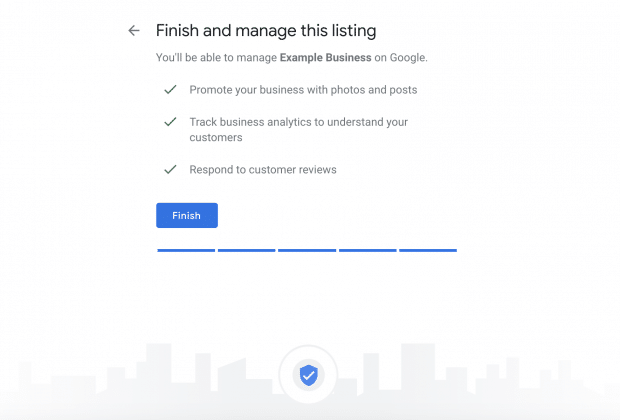 Finish and manage this listing
You'll be able to manage Example Business on Google.
Promote your business with photos and posts
Track business analytics to understand your
customers
Respond to customer reviews
Finish